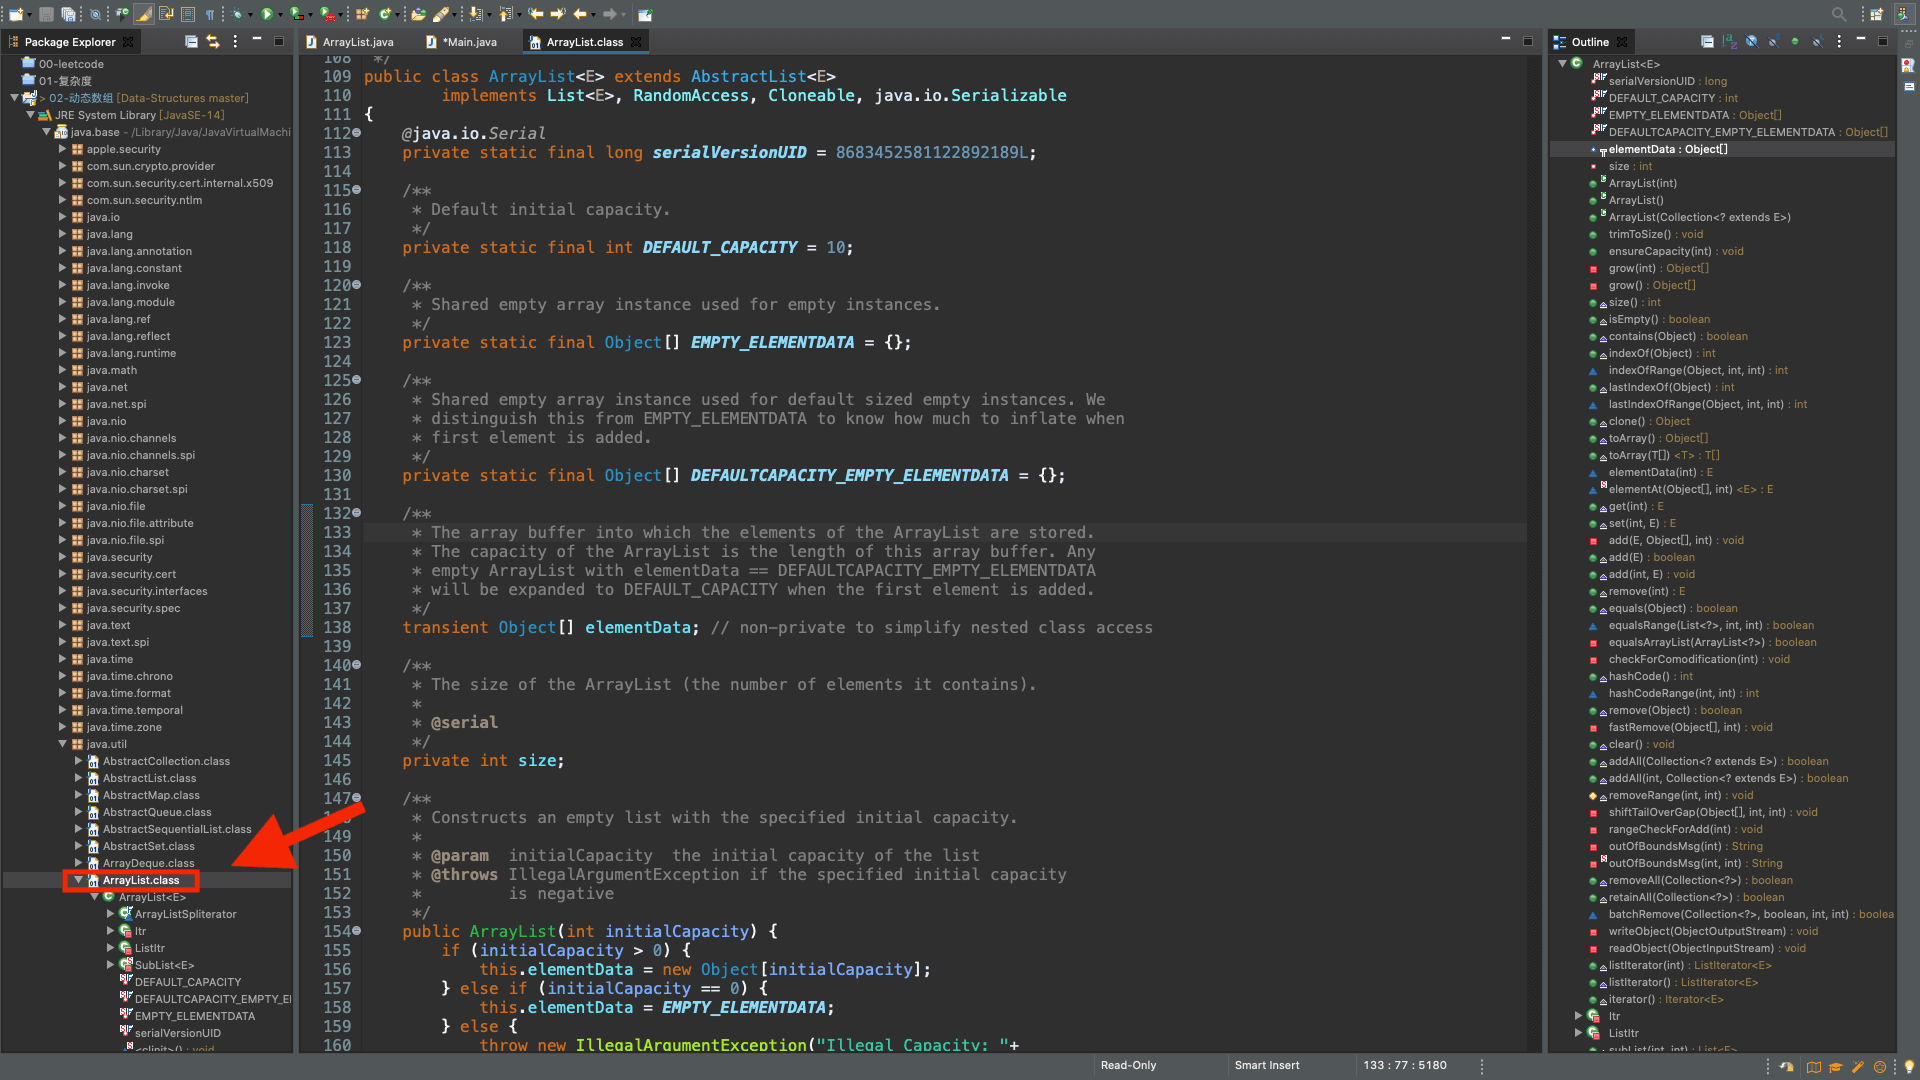 Package Explorer
00-leetcode
01-复杂度
> 02-动态数组 [Data-Structures master]
JRE System Library [JavaSE-14]
java.base - /Library/Java/JavaVirtualMachi
apple.security
com.sun.crypto.provider
com.sun.security.cert.internal.x509
com.sun.security.ntlm
java.io
java.lang
java.lang.annotation
java.lang.constant
java.lang.invoke
java.lang.module
java.lang.ref
java.lang.reflect
java.lang.runtime
java.math
java.net
java.net.spi
java.nio
java.nio.channels
java.nio.channels.spi
java.nio.charset
java.nio.charset.spi
java.nio.file
java.nio.file.attribute
java.nio.file.spi
java.security
java.security.cert
java.security.interfaces
java.security.spec
java.text
java.text.spi
java.time
java.time.chrono
java.time.format
java.time.temporal
java.time.zone
java.util
AbstractCollection.class
AbstractList.class
AbstractMap.class
AbstractQueue.class
AbstractSequentialList.class
AbstractSet.class
ArrayDeque.class
ArrayList.class
ArrayList<E>
ArrayListSpliterator
Itr
ListItr
SubList<E>
DEFAULT_CAPACITY
DEFAULTCAPACITY_EMPTY_El
EMPTY_ELEMENTDATA
serialVersionUID
<clinit>() : void
ArrayList.java
*Main.java
ArrayList.class
108 */
109 public class ArrayList<E> extends AbstractList<E>
110 implements List<E>, RandomAccess, Cloneable, java.io.Serializable
111 {
112 @java.io.Serial
113 private static final long serialVersionUID = 8683452581122892189L;
114
115 /**
116 * Default initial capacity.
117 */
118 private static final int DEFAULT_CAPACITY = 10;
119
120 /**
121 * Shared empty array instance used for empty instances.
122 */
123 private static final Object[] EMPTY_ELEMENTDATA = {};
124
125 /**
126 * Shared empty array instance used for default sized empty instances. We
127 * distinguish this from EMPTY_ELEMENTDATA to know how much to inflate when
128 * first element is added.
129 */
130 private static final Object[] DEFAULTCAPACITY_EMPTY_ELEMENTDATA = {};
131
132 /**
133 * The array buffer into which the elements of the ArrayList are stored.
134 * The capacity of the ArrayList is the length of this array buffer. Any
135 * empty ArrayList with elementData == DEFAULTCAPACITY_EMPTY_ELEMENTDATA
136 * will be expanded to DEFAULT_CAPACITY when the first element is added.
137 */
138 transient Object[] elementData; // non-private to simplify nested class access
139
140 /**
141 * The size of the ArrayList (the number of elements it contains).
142 *
143 * @serial
144 */
145 private int size;
146
147 /**
* Constructs an empty list with the specified initial capacity.
149 *
150 * @param initialCapacity the initial capacity of the list
151 * @throws IllegalArgumentException if the specified initial capacity
152 * is negative
153 */
154 public ArrayList(int initialCapacity) {
155 if (initialCapacity > 0) {
156 this.elementData = new Object[initialCapacity];
157 } else if (initialCapacity == 0) {
158 this.elementData = EMPTY_ELEMENTDATA;
159 } else {
160 throw new IllegalArgumentException("Illegal Capacity: "+
Outline
ArrayList<E>
serialVersionUID : long
DEFAULT_CAPACITY : int
EMPTY_ELEMENTDATA : Object[]
DEFAULTCAPACITY_EMPTY_ELEMENTDATA : Object[]
elementData : Object[]
size : int
ArrayList(int)
ArrayList()
ArrayList(Collection<? extends E>)
trimToSize() : void
ensureCapacity(int) : void
grow(int) : Object[]
grow() : Object[]
size() : int
isEmpty() : boolean
contains(Object) : boolean
indexOf(Object) : int
indexOfRange(Object, int, int) : int
lastIndexOf(Object) : int
lastIndexOfRange(Object, int, int) : int
clone() : Object
toArray() : Object[]
toArray(T[]) <T> : T[]
elementData(int) : E
elementAt(Object[], int) <E> : E
get(int) : E
set(int, E) : E
add(E, Object[], int) : void
add(E) : boolean
add(int, E) : void
remove(int) : E
equals(Object) : boolean
equalsRange(List<?>, int, int) : boolean
equalsArrayList(ArrayList<?>) : boolean
checkForComodification(int) : void
hashCode() : int
hashCodeRange(int, int) : int
remove(Object) : boolean
fastRemove(Object[], int) : void
clear() : void
addAll(Collection<? extends E>) : boolean
addAll(int, Collection<? extends E>) : boolean
removeRange(int, int) : void
shiftTailOverGap(Object[], int, int) : void
rangeCheckForAdd(int) : void
outOfBoundsMsg(int) : String
outOfBoundsMsg(int, int) : String
removeAll(Collection<?>) : boolean
retainAll(Collection<?>) : boolean
batchRemove(Collection<?>, boolean, int, int) : boolea
writeObject(ObjectOutputStream) : void
readObject(ObjectInputStream) : void
listIterator(int) : ListIterator<E>
listIterator() : ListIterator<E>
iterator() : Iterator<E>
Itr
ListItr
subList(int, int) : List<E>
Read-Only
Smart Insert
133 : 77 : 5180